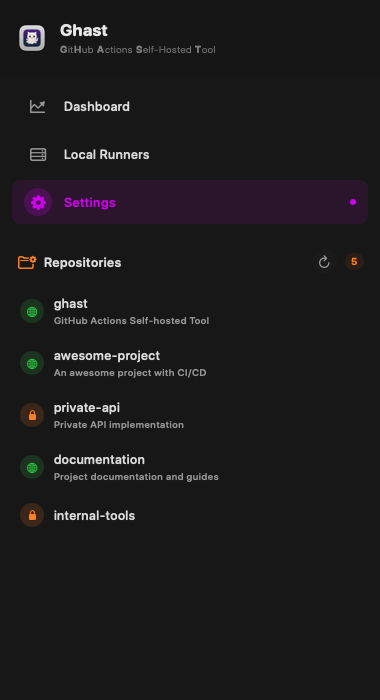 Ghast
GitHub Actions Self-Hosted Tool
Dashboard
Local Runners
Settings
Repositories 5
ghast
GitHub Actions Self-hosted Tool
awesome-project
An awesome project with CI/CD
private-api
Private API implementation
documentation
Project documentation and guides
internal-tools